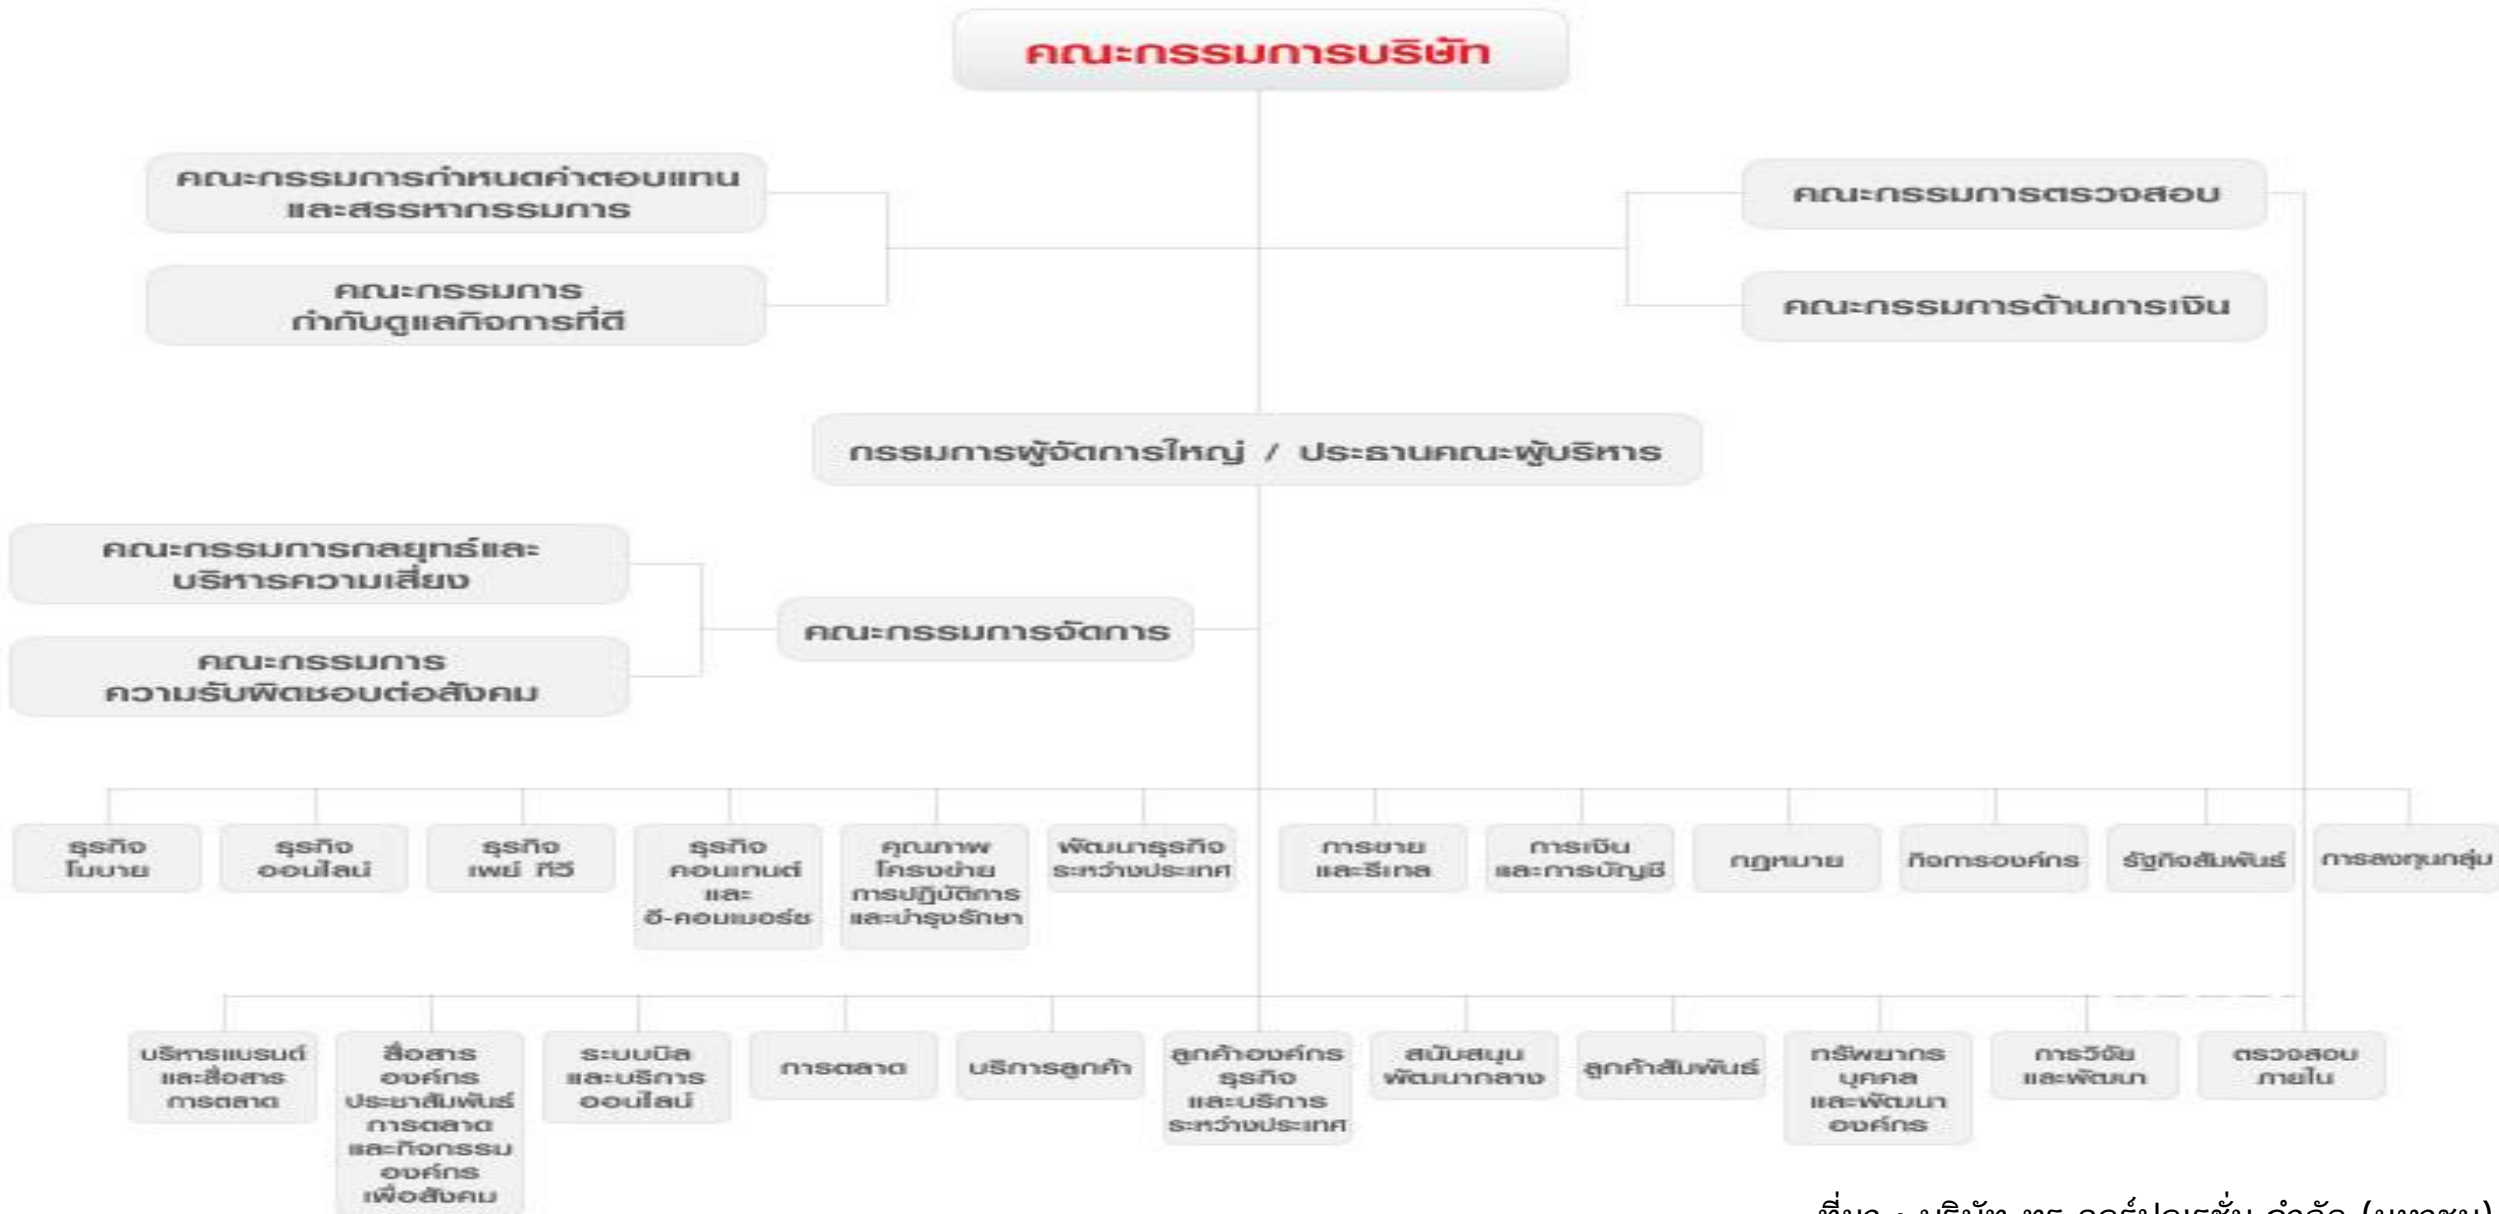 คณะกรรมการบริษัท
คณะกรรมการกำหนดค่าตอบแทน
และสรรหากรรมการ
คณะกรรมการตรวจสอบ
คณะกรรมการ
กำกับดูแลกิจการที่ดี
คณะกรรมการด้านการเงิน
กรรมการผู้จัดการใหญ่ / ประธานคณะผู้บริหาร
คณะกรรมการกลยุทธ์และ
บริหารความเสี่ยง
คณะกรรมการจัดการ
คณะกรรมการ
ความรับผิดชอบต่อสังคม
ธุรกิจ
โมบาย
ธุรกิจ
ออนไลน์
ธุรกิจ
เพย์ ทีวี
ธุรกิจ
คอนเทนต์
และ
อี-คอมเมอร์ซ
คุณภาพ
โครงข่าย
การปฏิบัติการ
และบำรุงรักษา
พัฒนาธุรกิจ
ระหว่างประเทศ
การขาย
และรีเทล
การเงิน
และการบัญชี
กฎหมาย
กิจการองค์กร
รัฐกิจสัมพันธ์
การลงทุนกลุ่ม
บริหารแบรนด์
และสื่อสาร
การตลาด
สื่อสาร
องค์กร
ประชาสัมพันธ์
การตลาด
และกิจกรรม
องค์กร
เพื่อสังคม
ระบบบิล
และบริการ
ออนไลน์
การตลาด
บริการลูกค้า
ลูกค้าองค์กร
ธุรกิจ
และบริการ
ระหว่างประเทศ
สนับสนุน
พัฒนากลาง
ลูกค้าสัมพันธ์
ทรัพยากร
บุคคล
และพัฒนา
องค์กร
การวิจัย
และพัฒนา
ตรวจสอบ
ภายใน
ที่มา : บริษัท ทรู คอร์ปอเรชั่น จำกัด (มหาชน)